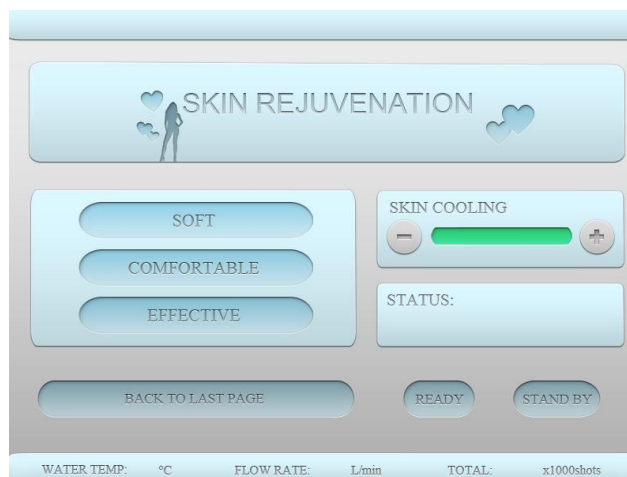 SKIN REJUVENATION
SOFT
COMFORTABLE
EFFECTIVE
SKIN COOLING
− +
STATUS:
BACK TO LAST PAGE
READY
STAND BY
WATER TEMP: °C FLOW RATE: L/min TOTAL: x1000shots